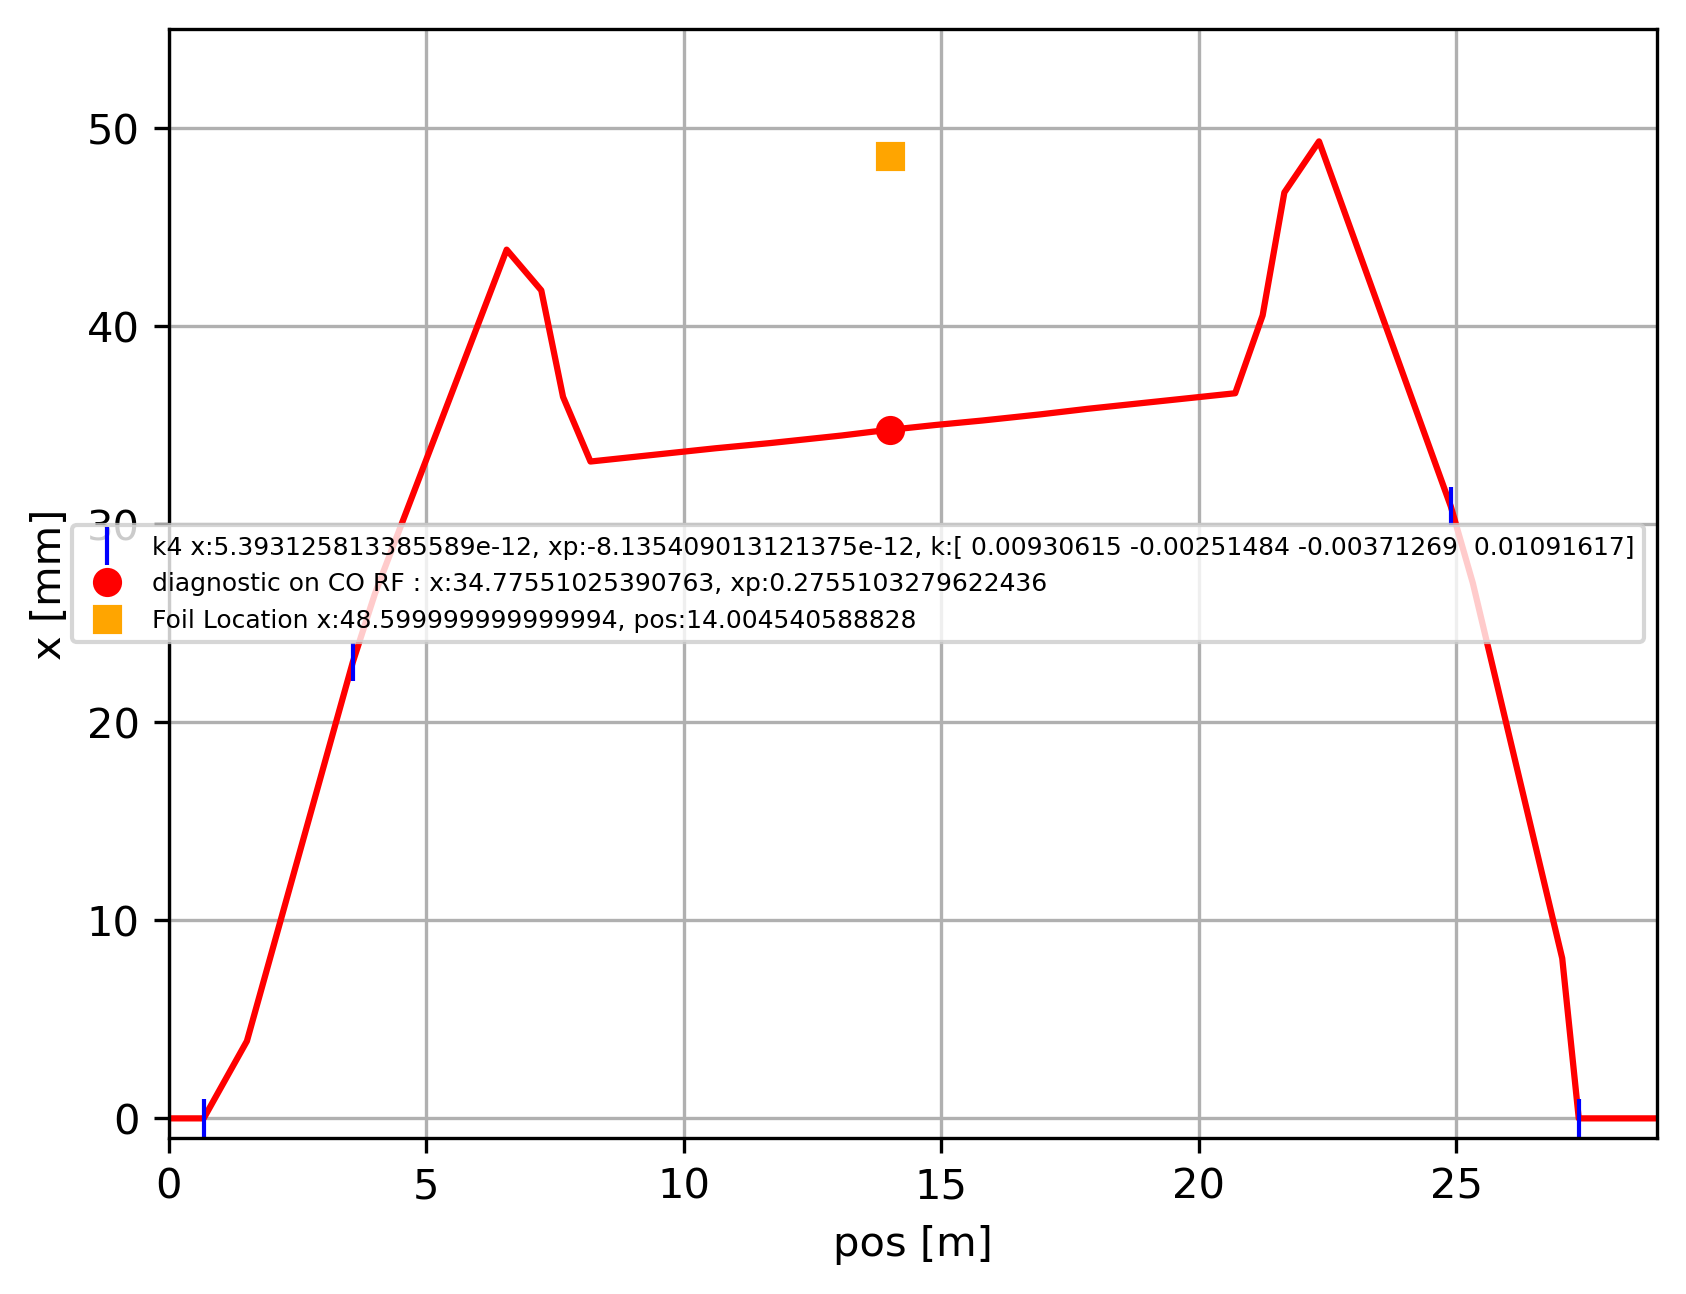 50
40
30
20
10
0
x [mm]
k4 x:5.393125813385589e-12, xp:-8.135409013121375e-12, k:[ 0.00930615 -0.00251484 -0.00371269  0.01091617]
diagnostic on CO RF : x:34.77551025390763, xp:0.2755103279622436
Foil Location x:48.599999999999994, pos:14.004540588828
0 5 10 15 20 25
pos [m]